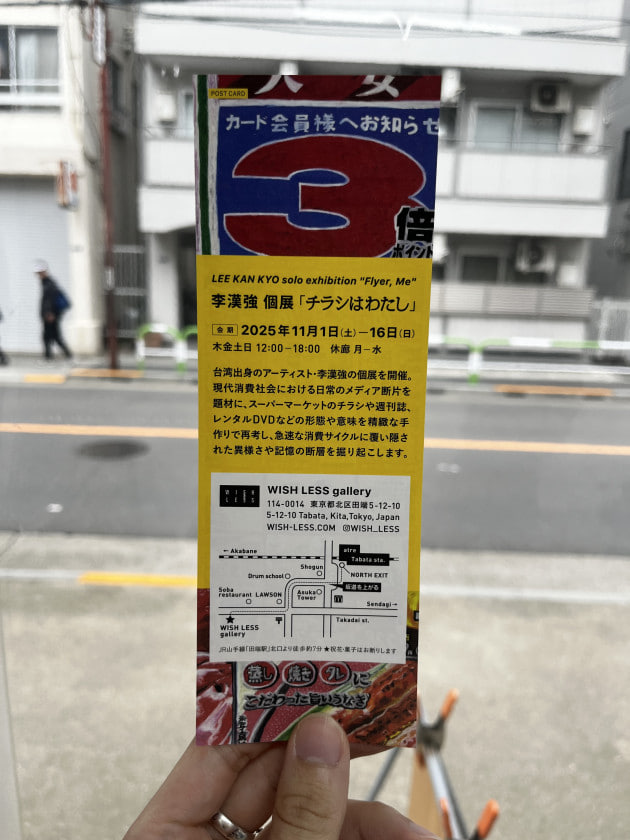 POST CARD
カード会員様へお知らせ
3倍
ポイント
LEE KAN KYO solo exhibition "Flyer, Me"
李漢強 個展「チラシはわたし」
会期 2025年11月1日(土)—16日(日)
木金土日 12:00−18:00 休廊 月−水
台湾出身のアーティスト・李漢強の個展を開催。
現代消費社会における日常のメディア断片を
題材に、スーパーマーケットのチラシや週刊誌、
レンタルDVDなどの形態や意味を精緻な手
作りで再考し、急速な消費サイクルに覆い隠さ
れた異様さや記憶の断層を掘り起こします。
WISH LESS
WISH LESS gallery
114-0014 東京都北区田端5-12-10
5-12-10 Tabata, Kita,Tokyo, Japan
WISH-LESS.COM @WISH_LESS
← Akabane
atre
Tabata sta.
Shogun
Drum school
NORTH EXIT
坂道を上がる
Soba
restaurant
LAWSON
Asuka
Tower
Sendagi→
WISH LESS
gallery
Takadai st.
JR山手線「田端駅」北口より徒歩約7分 ★祝花・菓子はお断りします
蒸し 焼き タレに
こだわった旨いうなぎ